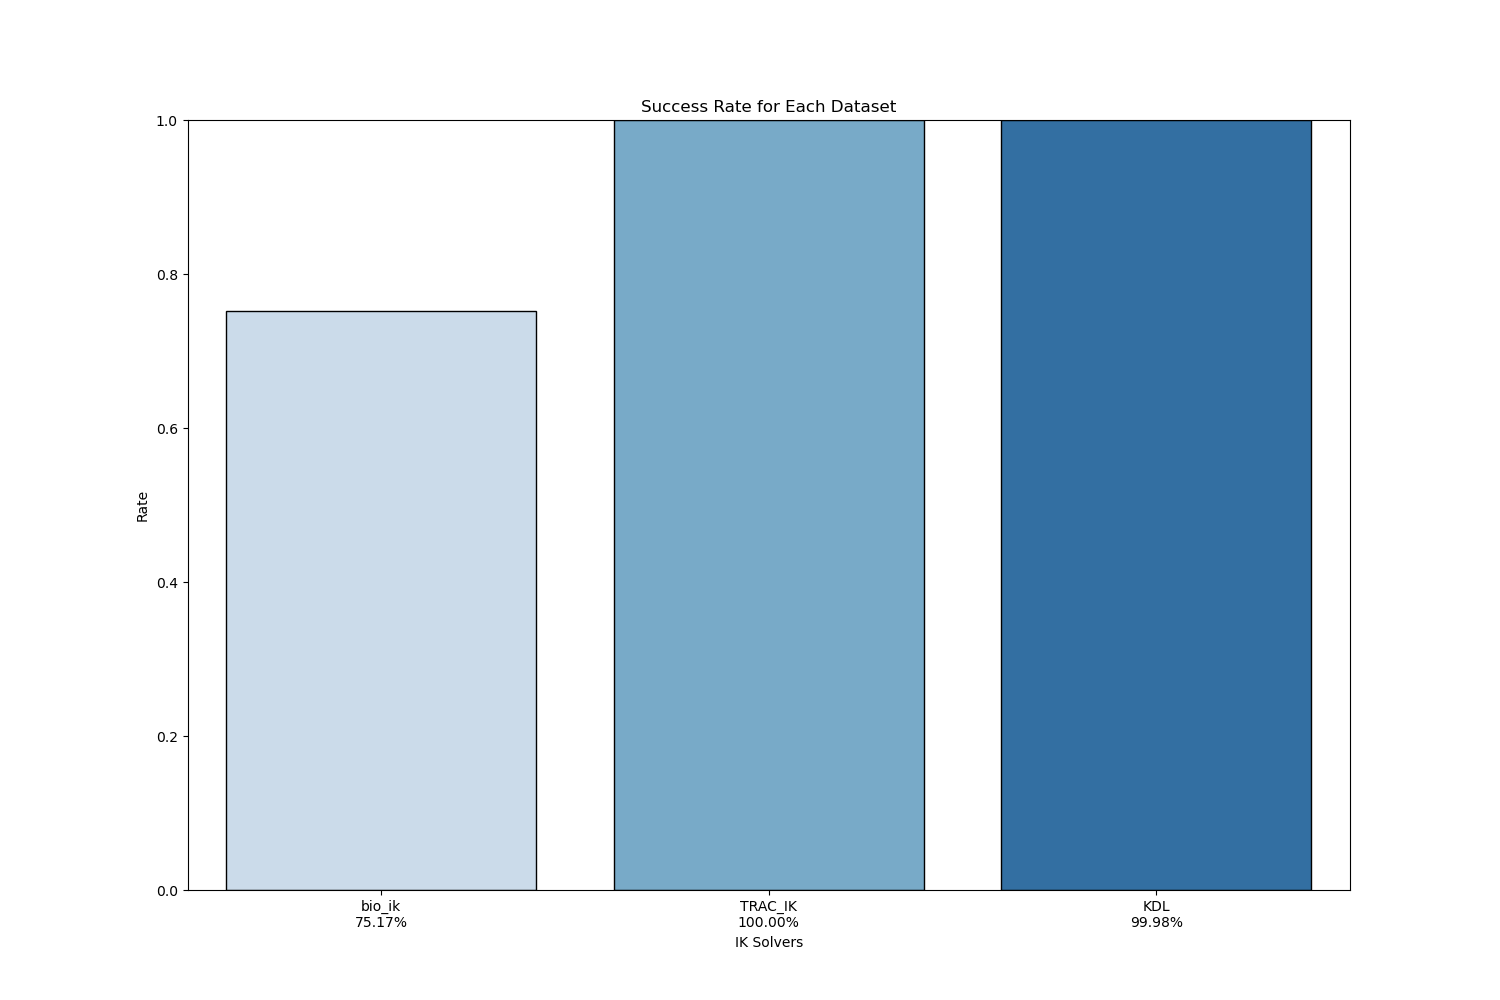 Success Rate for Each Dataset
1.0
0.8
0.6
0.4
0.2
0.0
Rate
bio_ik
75.17%
TRAC_IK
100.00%
KDL
99.98%
IK Solvers